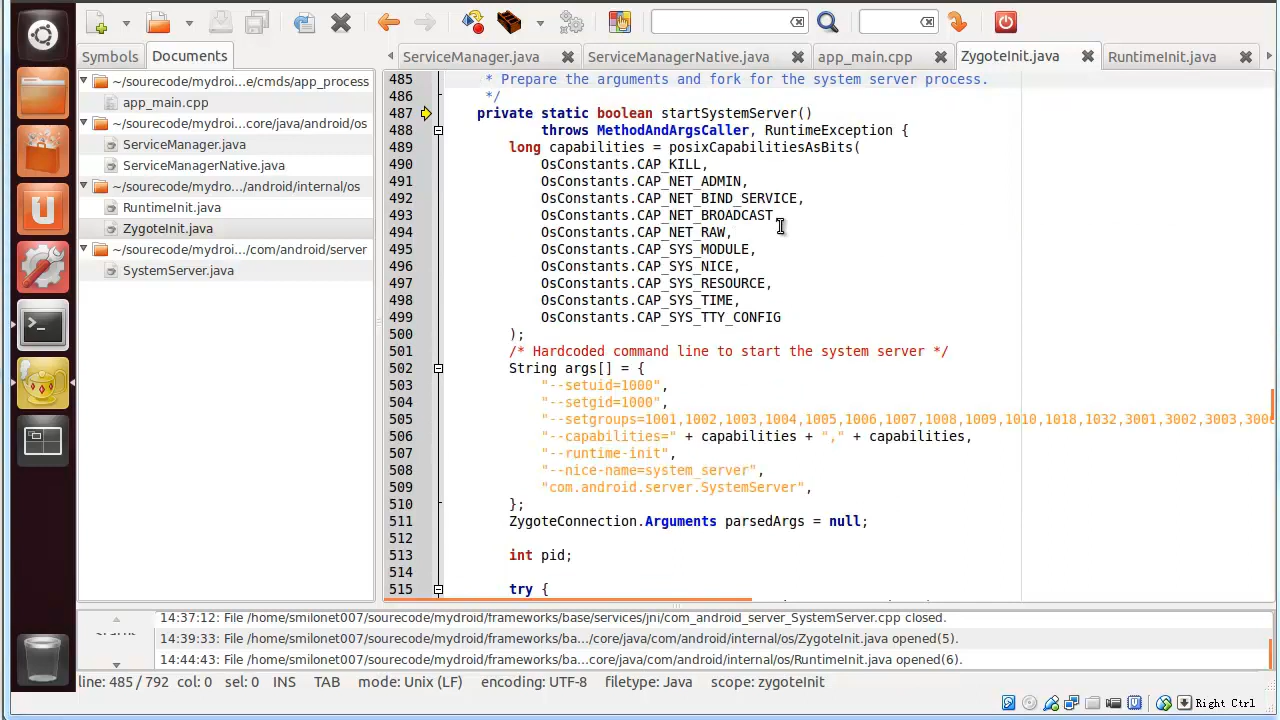 Symbols Documents
ServiceManager.java ServiceManagerNative.java app_main.cpp ZygoteInit.java RuntimeInit.java
~/sourcecode/mydroi...e/cmds/app_process
app_main.cpp
~/sourcecode/mydroi...core/java/android/os
ServiceManager.java
ServiceManagerNative.java
~/sourcecode/mydro.../android/internal/os
RuntimeInit.java
ZygoteInit.java
~/sourcecode/mydro.../com/android/server
SystemServer.java
485 * Prepare the arguments and fork for the system server process.
486 */
487 private static boolean startSystemServer()
488 throws MethodAndArgsCaller, RuntimeException {
489 long capabilities = posixCapabilitiesAsBits(
490 OsConstants.CAP_KILL,
491 OsConstants.CAP_NET_ADMIN,
492 OsConstants.CAP_NET_BIND_SERVICE,
493 OsConstants.CAP_NET_BROADCAST,
494 OsConstants.CAP_NET_RAW,
495 OsConstants.CAP_SYS_MODULE,
496 OsConstants.CAP_SYS_NICE,
497 OsConstants.CAP_SYS_RESOURCE,
498 OsConstants.CAP_SYS_TIME,
499 OsConstants.CAP_SYS_TTY_CONFIG
500 );
501 /* Hardcoded command line to start the system server */
502 String args[] = {
503 "--setuid=1000",
504 "--setgid=1000",
505 "--setgroups=1001,1002,1003,1004,1005,1006,1007,1008,1009,1010,1018,1032,3001,3002,3003,300
506 "--capabilities=" + capabilities + "," + capabilities,
507 "--runtime-init",
508 "--nice-name=system_server",
509 "com.android.server.SystemServer",
510 };
511 ZygoteConnection.Arguments parsedArgs = null;
512
513 int pid;
514
515 try {
14:37:12: File /home/smilonet007/sourcecode/mydroid/frameworks/base/services/jni/com_android_server_SystemServer.cpp closed.
14:39:33: File /home/smilonet007/sourcecode/mydroid/frameworks/ba.../core/java/com/android/internal/os/ZygoteInit.java opened(5).
14:44:43: File /home/smilonet007/sourcecode/mydroid/frameworks/ba...core/java/com/android/internal/os/RuntimeInit.java opened(6).
line: 485 / 792 col: 0 sel: 0 INS TAB mode: Unix (LF) encoding: UTF-8 filetype: Java scope: zygoteInit
Right Ctrl